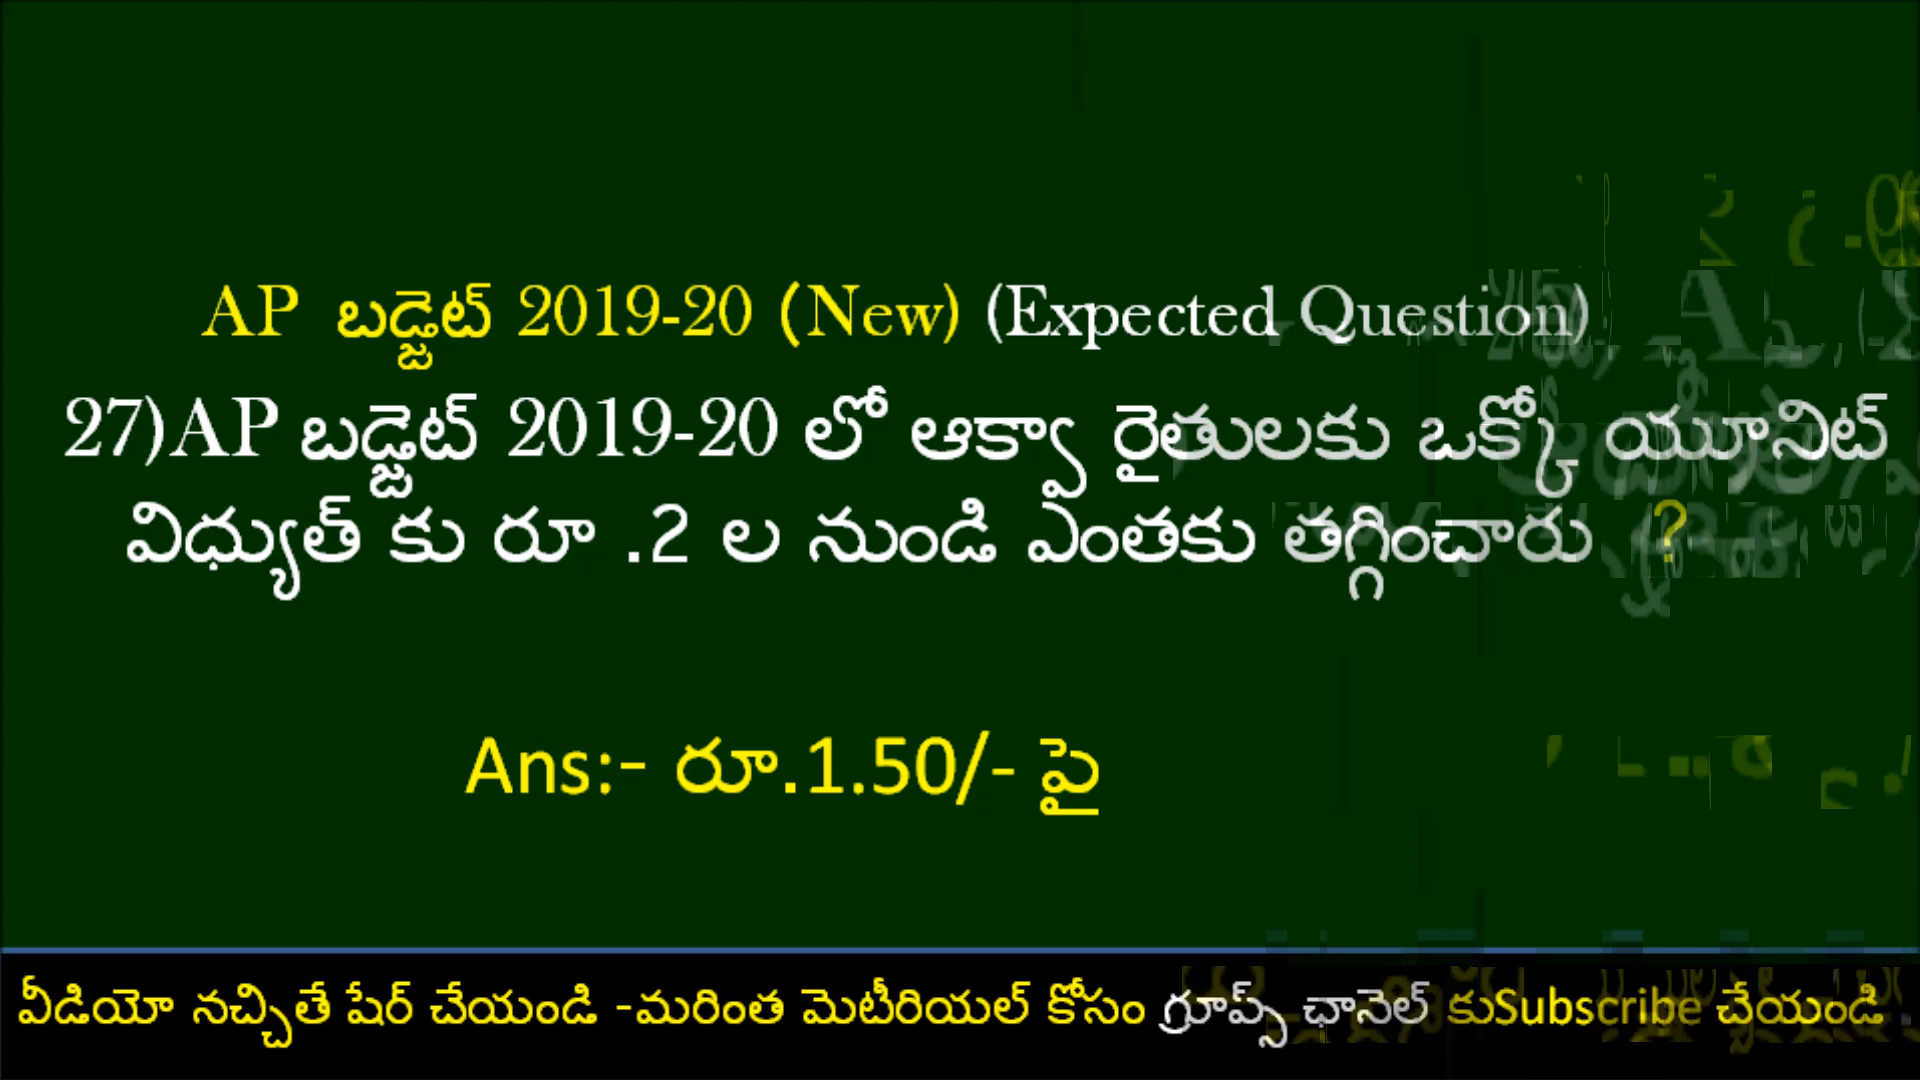 AP బడ్జెట్ 2019-20 (New) (Expected Question)
27)AP బడ్జెట్ 2019-20 లో ఆక్వా రైతులకు ఒక్కో యూనిట్
విధ్యుత్ కు రూ .2 ల నుండి ఎంతకు తగ్గించారు ?
Ans:- రూ.1.50/- పై
వీడియో నచ్చితే షేర్ చేయండి -మరింత మెటీరియల్ కోసం గ్రూప్స్ ఛానెల్ కుSubscribe చేయండి